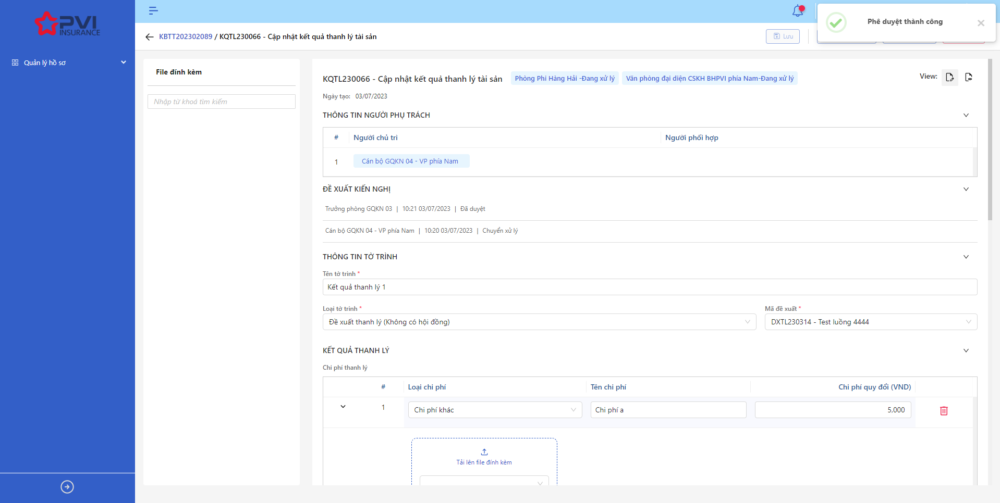 PVI
INSURANCE
Quản lý hồ sơ
Phê duyệt thành công
KBTT202302089 / KQTL230066 - Cập nhật kết quả thanh lý tài sản
Lưu
File đính kèm
Nhập từ khoá tìm kiếm
KQTL230066 - Cập nhật kết quả thanh lý tài sản
Phòng Phi Hàng Hải -Đang xử lý
Văn phòng đại diện CSKH BHPVI phía Nam-Đang xử lý
View:
Ngày tạo: 03/07/2023
THÔNG TIN NGƯỜI PHỤ TRÁCH
# Người chủ trì Người phối hợp
1 Cán bộ GQKN 04 - VP phía Nam
ĐỀ XUẤT KIẾN NGHỊ
Trưởng phòng GQKN 03 | 10:21 03/07/2023 | Đã duyệt
Cán bộ GQKN 04 - VP phía Nam | 10:20 03/07/2023 | Chuyển xử lý
THÔNG TIN TỜ TRÌNH
Tên tờ trình *
Kết quả thanh lý 1
Loại tờ trình * Mã đề xuất *
Đề xuất thanh lý (Không có hội đồng) DXTL230314 - Test luồng 4444
KẾT QUẢ THANH LÝ
Chi phí thanh lý
# Loại chi phí Tên chi phí Chi phí quy đổi (VND)
1 Chi phí khác Chi phí a 5,000
Tải lên file đính kèm